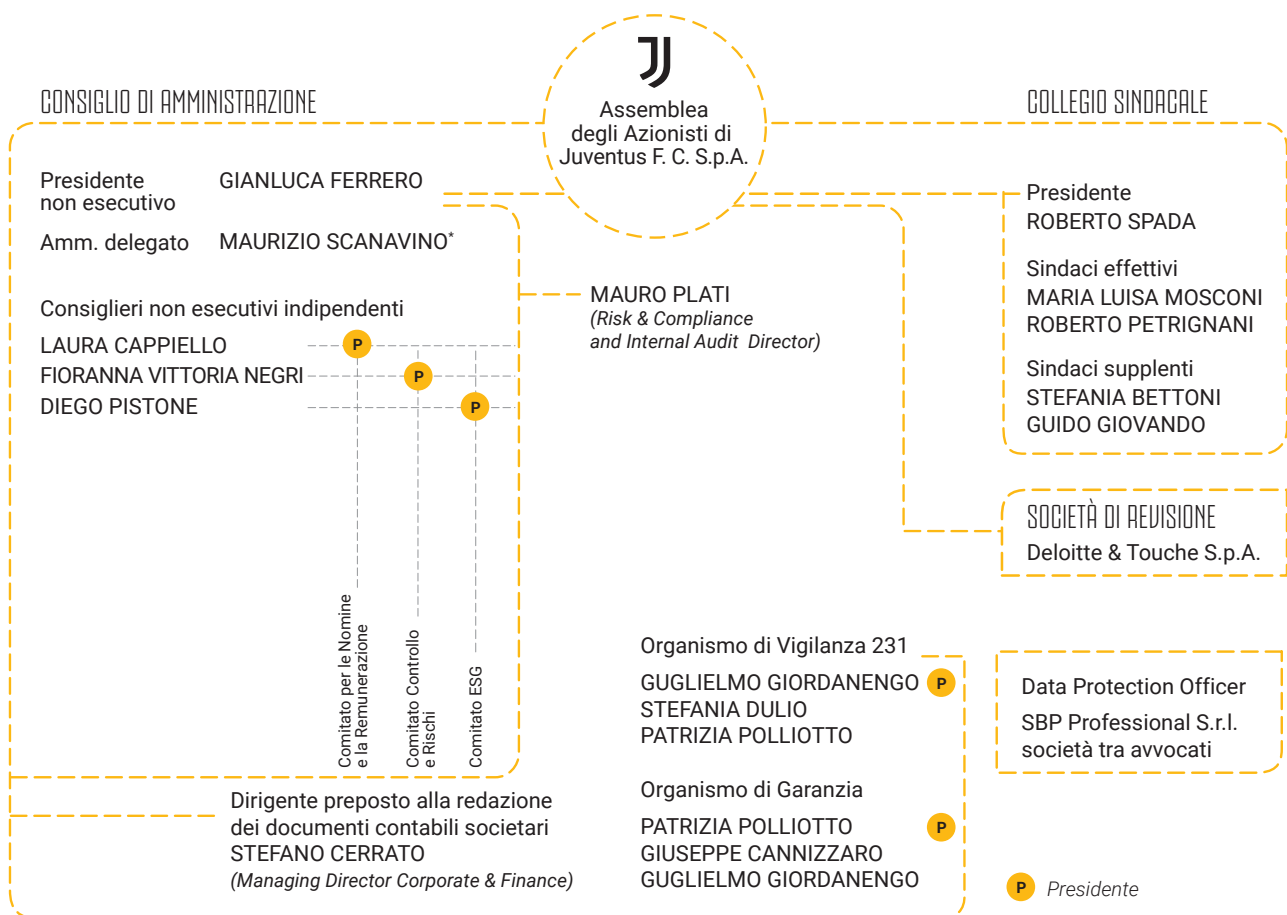 Assemblea
degli Azionisti di
Juventus F. C. S.p.A.
CONSIGLIO DI AMMINISTRAZIONE
Presidente
non esecutivo
GIANLUCA FERRERO
Amm. delegato
MAURIZIO SCANAVINO*
Consiglieri non esecutivi indipendenti
LAURA CAPPIELLO
P
FIORANNA VITTORIA NEGRI
P
DIEGO PISTONE
P
Comitato per le Nomine
e la Remunerazione
Comitato Controllo
e Rischi
Comitato ESG
MAURO PLATI
(Risk & Compliance
and Internal Audit Director)
Dirigente preposto alla redazione
dei documenti contabili societari
STEFANO CERRATO
(Managing Director Corporate & Finance)
COLLEGIO SINDACALE
Presidente
ROBERTO SPADA
Sindaci effettivi
MARIA LUISA MOSCONI
ROBERTO PETRIGNANI
Sindaci supplenti
STEFANIA BETTONI
GUIDO GIOVANDO
SOCIETÀ DI REVISIONE
Deloitte & Touche S.p.A.
Organismo di Vigilanza 231
GUGLIELMO GIORDANENGO
P
STEFANIA DULIO
PATRIZIA POLLIOTTO
Organismo di Garanzia
PATRIZIA POLLIOTTO
P
GIUSEPPE CANNIZZARO
GUGLIELMO GIORDANENGO
Data Protection Officer
SBP Professional S.r.l.
società tra avvocati
P Presidente